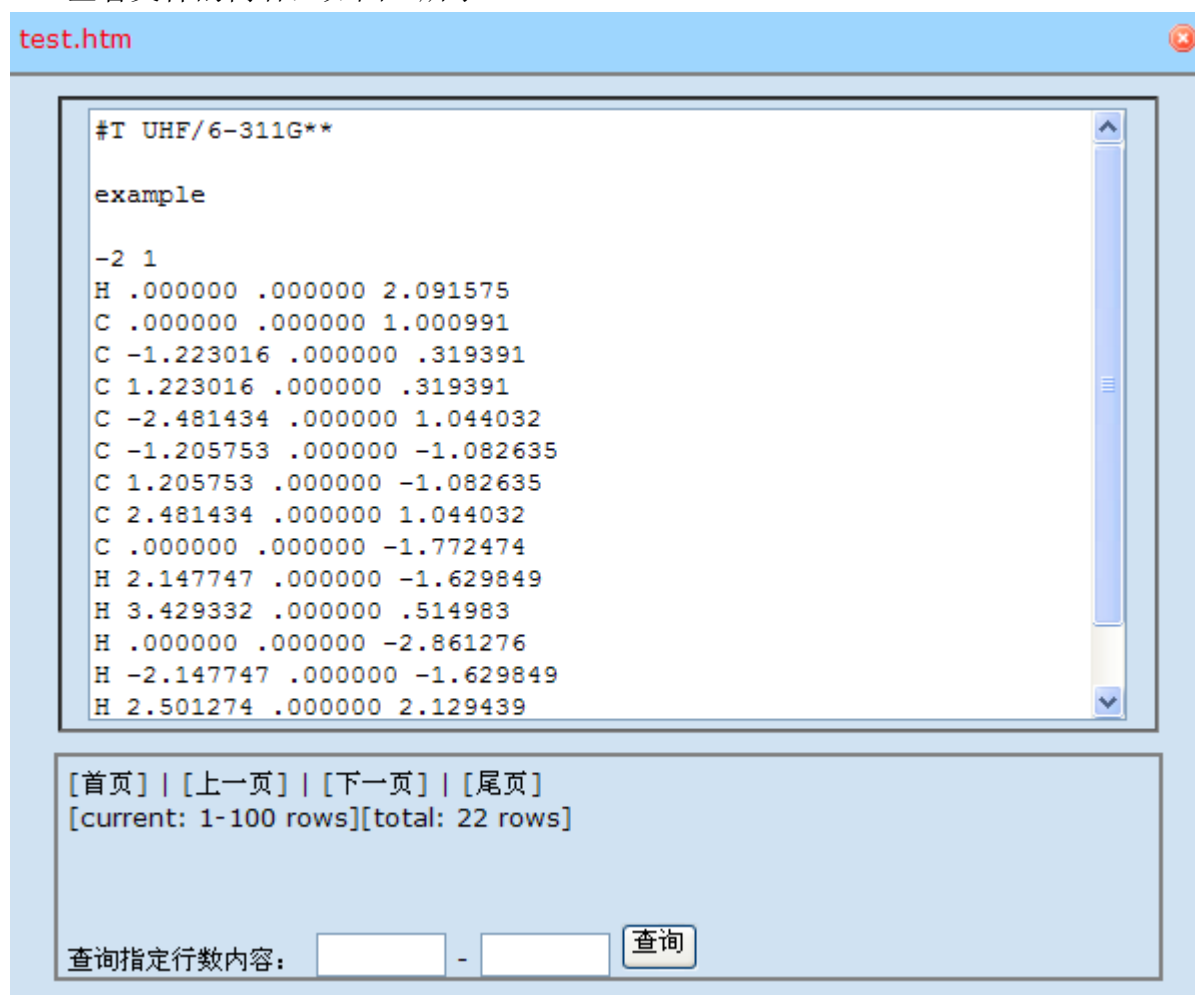 test.htm
#T UHF/6-311G**
example
-2 1
H .000000 .000000 2.091575
C .000000 .000000 1.000991
C -1.223016 .000000 .319391
C 1.223016 .000000 .319391
C -2.481434 .000000 1.044032
C -1.205753 .000000 -1.082635
C 1.205753 .000000 -1.082635
C 2.481434 .000000 1.044032
C .000000 .000000 -1.772474
H 2.147747 .000000 -1.629849
H 3.429332 .000000 .514983
H .000000 .000000 -2.861276
H -2.147747 .000000 -1.629849
H 2.501274 .000000 2.129439
[首页] | [上一页] | [下一页] | [尾页]
[current: 1-100 rows][total: 22 rows]
查询指定行数内容： - 查询